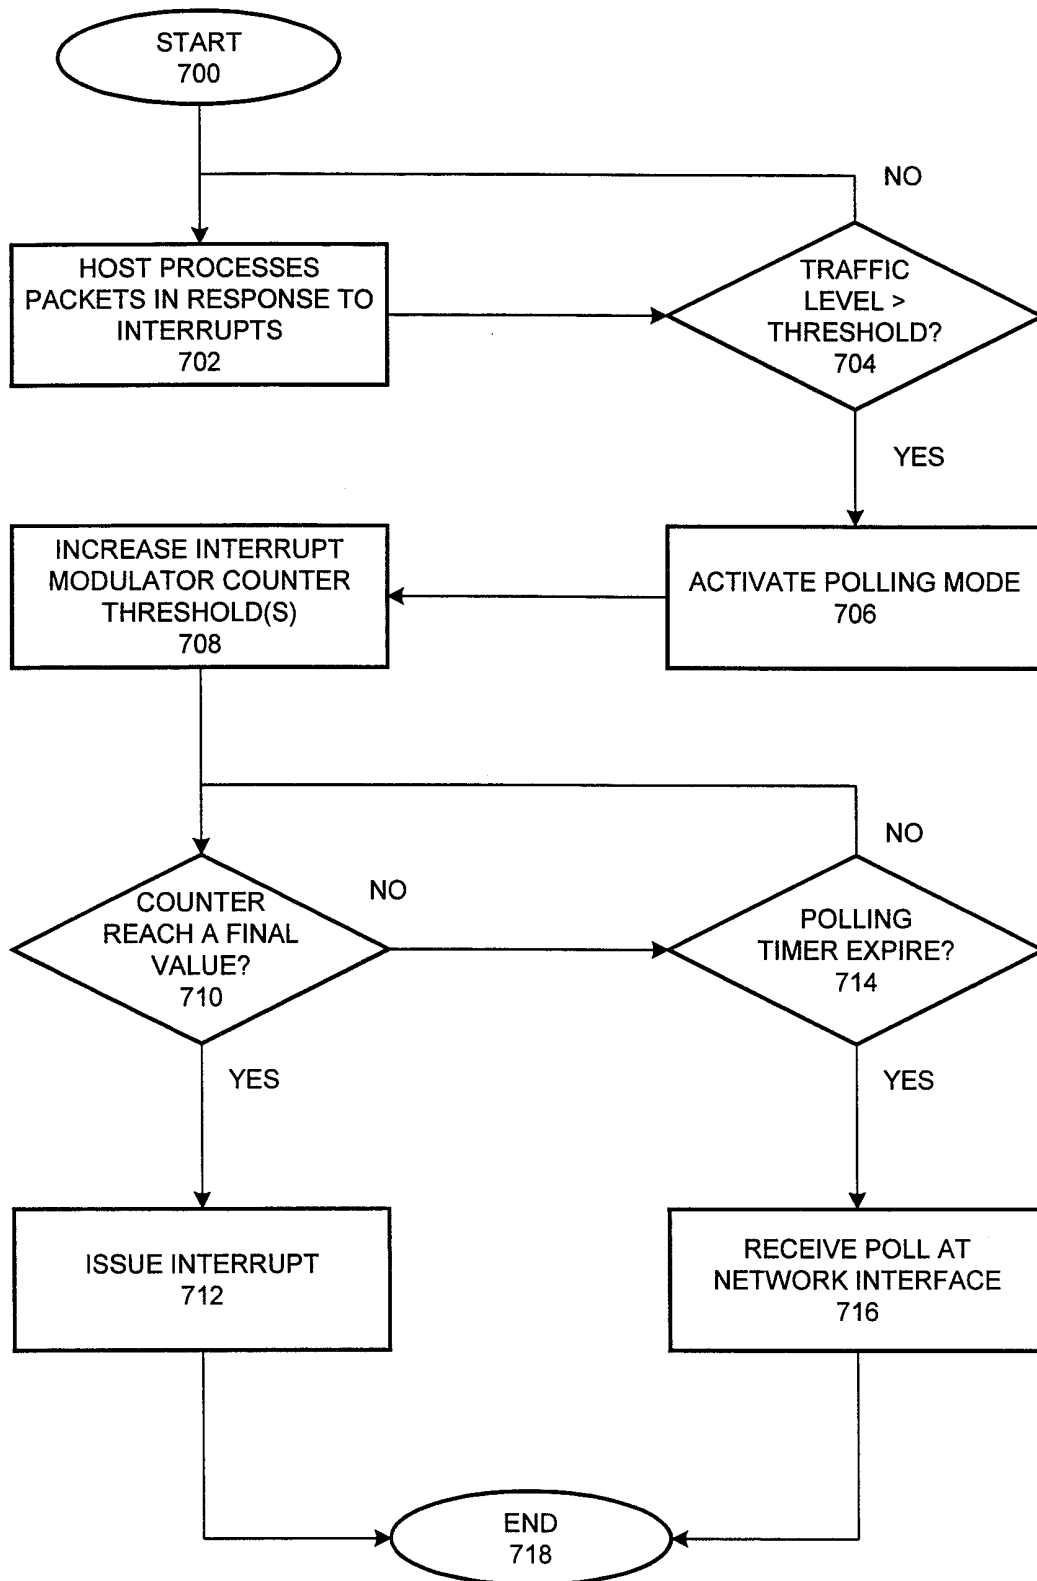 START
700
NO
HOST PROCESSES
PACKETS IN RESPONSE TO
INTERRUPTS
702
TRAFFIC
LEVEL >
THRESHOLD?
704
YES
INCREASE INTERRUPT
MODULATOR COUNTER
THRESHOLD(S)
708
ACTIVATE POLLING MODE
706
NO
COUNTER
REACH A FINAL
VALUE?
710
NO
POLLING
TIMER EXPIRE?
714
YES
YES
ISSUE INTERRUPT
712
RECEIVE POLL AT
NETWORK INTERFACE
716
END
718